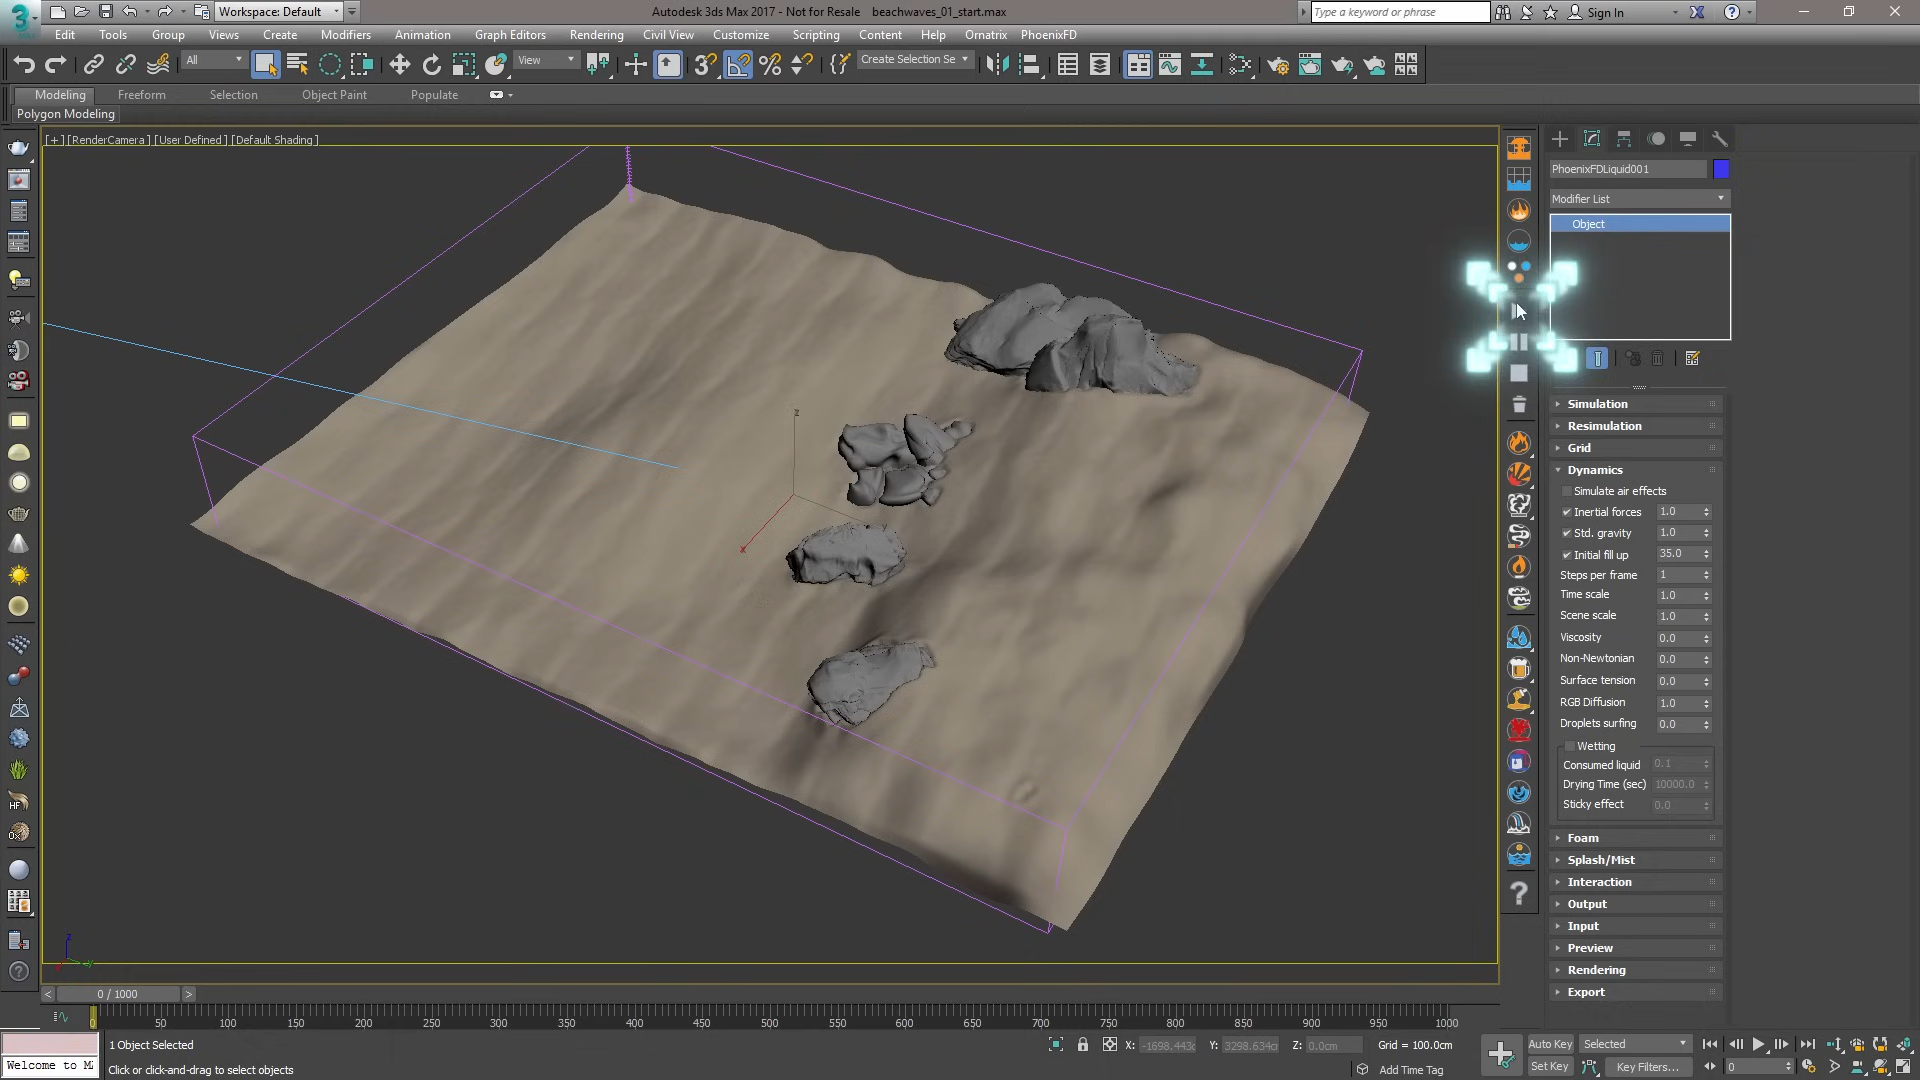 3
Workspace: Default
Autodesk 3ds Max 2017 - Not for Resale beachwaves_01_start.max
Type a keyword or phrase
Sign In
Edit Tools Group Views Create Modifiers Animation Graph Editors Rendering Civil View Customize Scripting Content Help Ornatrix PhoenixFD
All
View
3
Create Selection Se
Modeling Freeform Selection Object Paint Populate
Polygon Modeling
[+] [RenderCamera] [User Defined] [Default Shading]
PhoenixFDLiquid001
Modifier List
Object
Simulation
Resimulation
Grid
Dynamics
Simulate air effects
Inertial forces 1.0
Std. gravity 1.0
Initial fill up 35.0
Steps per frame 1
Time scale 1.0
Scene scale 1.0
Viscosity 0.0
Non-Newtonian 0.0
Surface tension 0.0
RGB Diffusion 1.0
Droplets surfing 0.0
Wetting
Consumed liquid 0.1
Drying Time (sec) 10000.0
Sticky effect 0.0
Foam
Splash/Mist
Interaction
Output
Input
Preview
Rendering
Export
z
x
HF
z
< 0 / 1000 >
0 50 100 150 200 250 300 350 400 450 500 550 600 650 700 750 800 850 900 950 1000
1 Object Selected
X: -1698.443c Y: 3298.634c Z: 0.0cm Grid = 100.0cm
Auto Key Selected
Welcome to M
Click or click-and-drag to select objects
Add Time Tag
Set Key Key Filters...
0